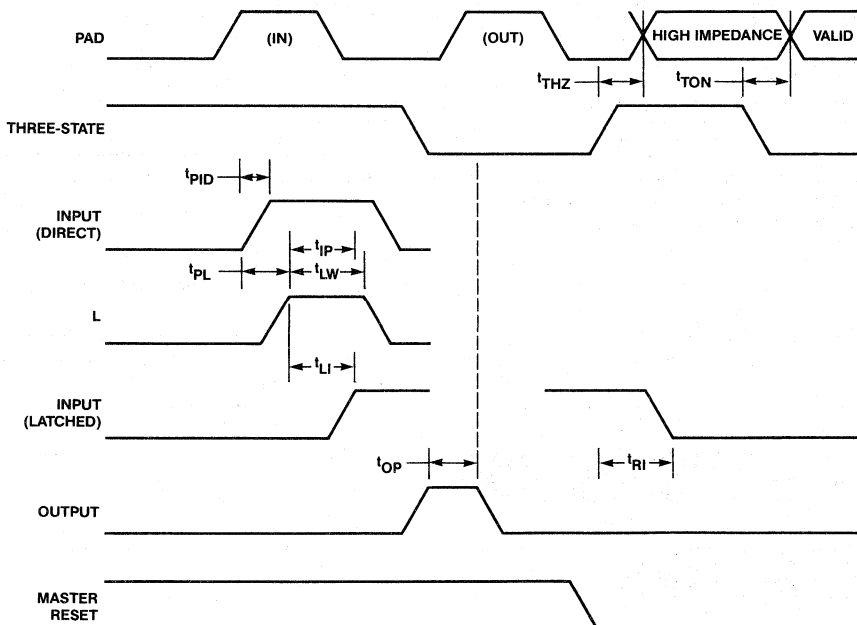 PAD
(IN)
(OUT)
HIGH IMPEDANCE
VALID
tTHZ
tTON
THREE-STATE
tPID
INPUT
(DIRECT)
tIP
tPL
tLW
L
tLI
INPUT
(LATCHED)
tOP
tRI
OUTPUT
MASTER
RESET